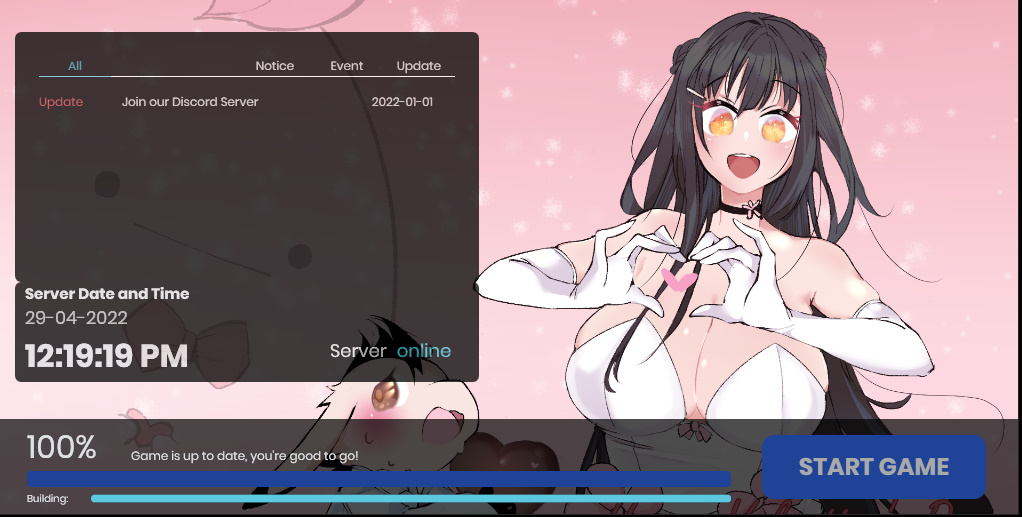 All Notice Event Update
Update Join our Discord Server 2022-01-01
Server Date and Time
29-04-2022
12:19:19 PM
Server online
100%
Game is up to date, you're good to go!
START GAME
Building: